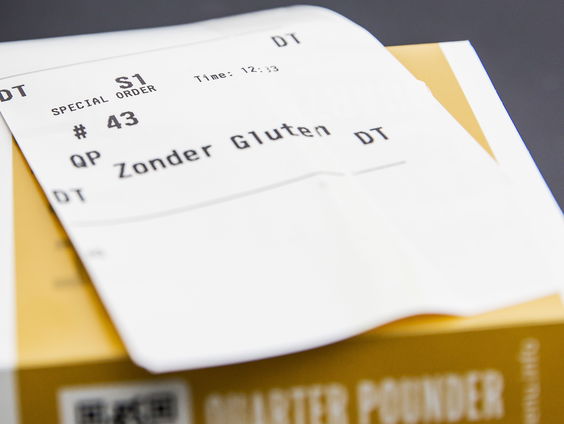 DT
DT
S1
Time: 12:33
SPECIAL ORDER
# 43
QP Zonder Gluten DT
DT
QUARTER POUNDER